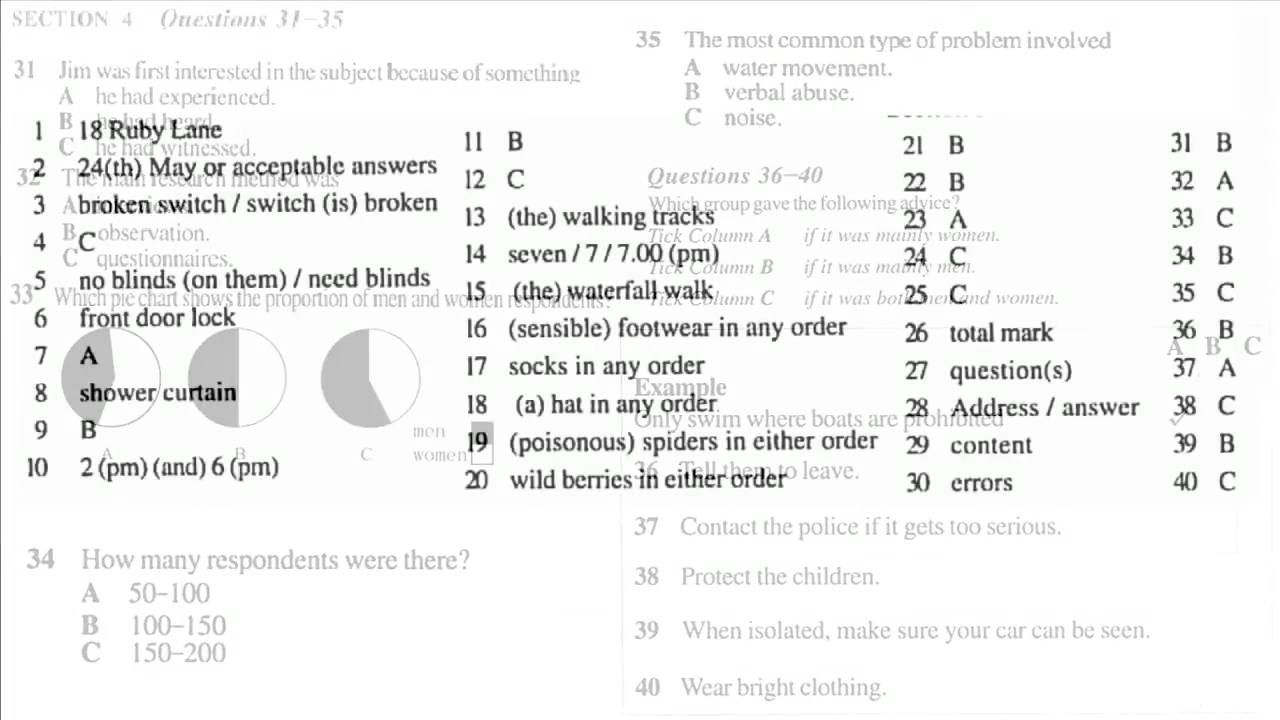 SECTION 4 Questions 31–35
31 Jim was first interested in the subject because of something
A he had experienced.
B he had heard.
C he had witnessed.
32 The main research method was
A
B observation.
C questionnaires.
33 Which pie chart shows the proportion of men and women respondents?
A
B
C
men
women
34 How many respondents were there?
A 50–100
B 100–150
C 150–200
35 The most common type of problem involved
A water movement.
B verbal abuse.
C noise.
Questions 36–40
Which group gave the following advice?
Tick Column A if it was mainly women.
Tick Column B if it was mainly men.
Tick Column C if it was both men and women.
A B C
Example
Only swim where boats are prohibited ✓
36 Tell them to leave.
37 Contact the police if it gets too serious.
38 Protect the children.
39 When isolated, make sure your car can be seen.
40 Wear bright clothing.
1 18 Ruby Lane
2 24(th) May or acceptable answers
3 broken switch / switch (is) broken
4 C
5 no blinds (on them) / need blinds
6 front door lock
7 A
8 shower curtain
9 B
10 2 (pm) (and) 6 (pm)
11 B
12 C
13 (the) walking tracks
14 seven / 7 / 7.00 (pm)
15 (the) waterfall walk
16 (sensible) footwear in any order
17 socks in any order
18 (a) hat in any order
19 (poisonous) spiders in either order
20 wild berries in either order
21 B
22 B
23 A
24 C
25 C
26 total mark
27 question(s)
28 Address / answer
29 content
30 errors
31 B
32 A
33 C
34 B
35 C
36 B
37 A
38 C
39 B
40 C